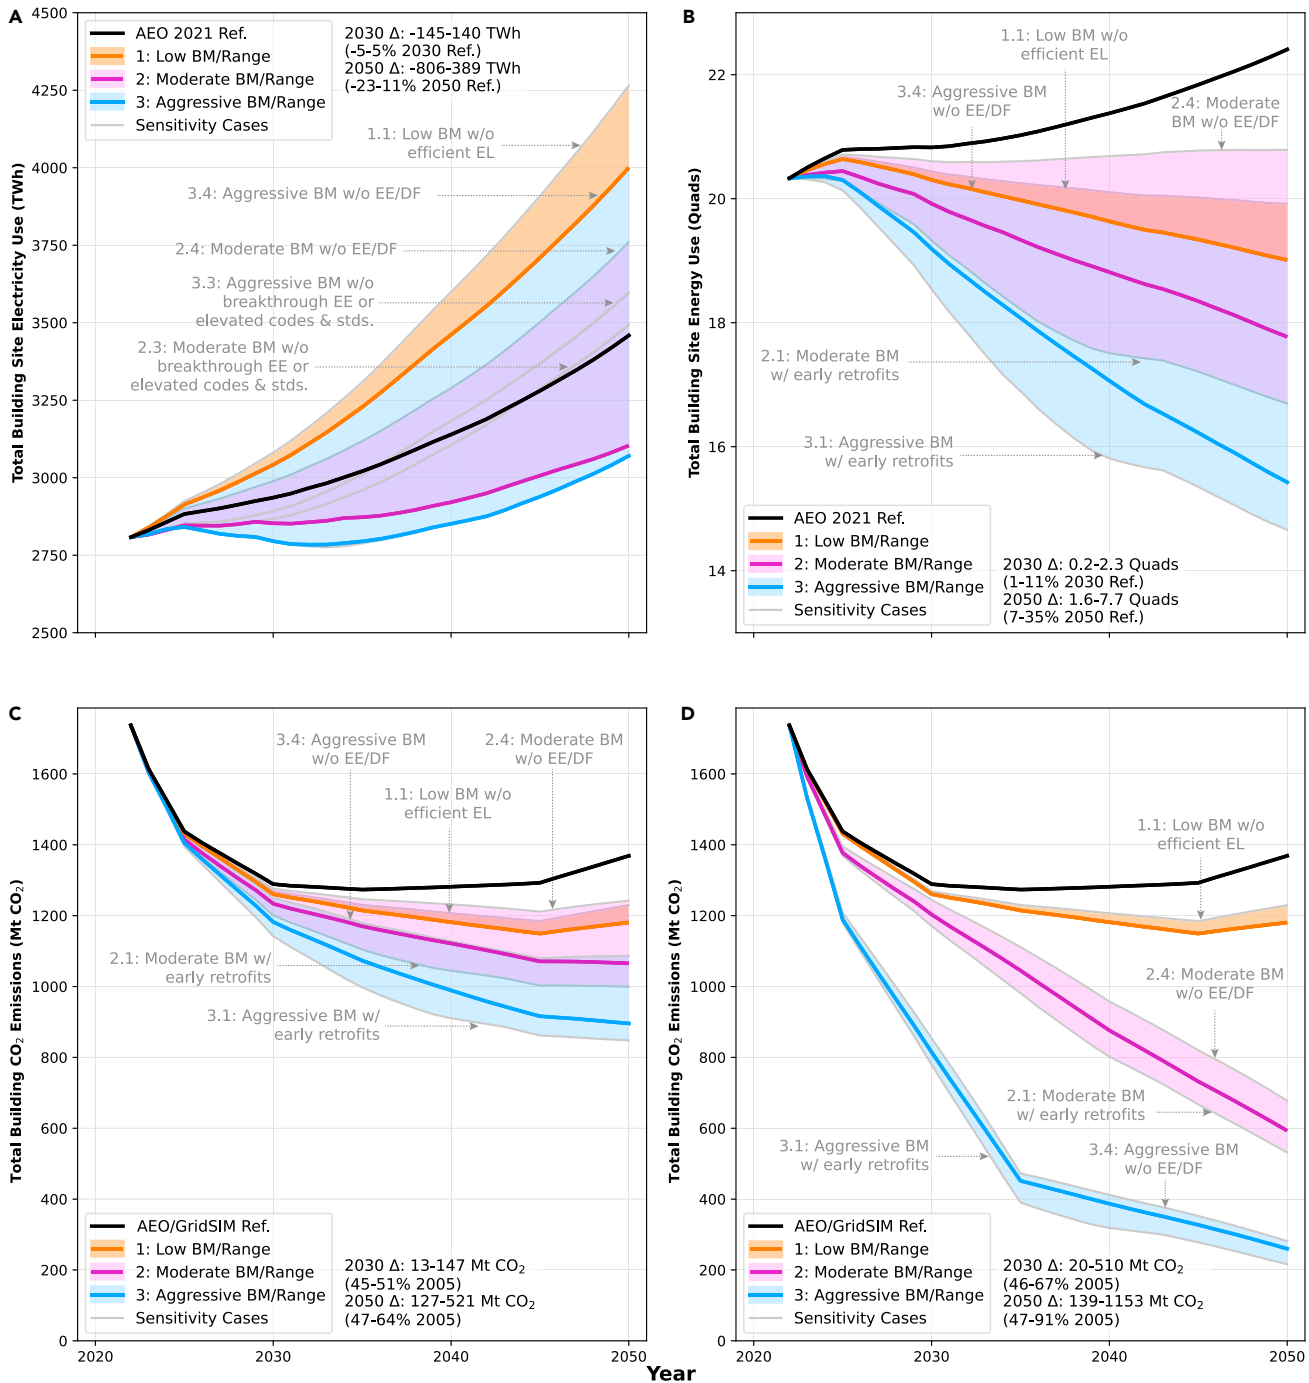 A
Total Building Site Electricity Use (TWh)
4500
4250
4000
3750
3500
3250
3000
2750
2500
AEO 2021 Ref.
1: Low BM/Range
2: Moderate BM/Range
3: Aggressive BM/Range
Sensitivity Cases
2030 Δ: -145-140 TWh
(-5-5% 2030 Ref.)
2050 Δ: -806-389 TWh
(-23-11% 2050 Ref.)
1.1: Low BM w/o
efficient EL
3.4: Aggressive BM w/o EE/DF
2.4: Moderate BM w/o EE/DF
3.3: Aggressive BM w/o
breakthrough EE or
elevated codes & stds.
2.3: Moderate BM w/o
breakthrough EE or
elevated codes & stds.
B
Total Building Site Energy Use (Quads)
22
20
18
16
14
1.1: Low BM w/o
efficient EL
3.4: Aggressive BM
w/o EE/DF
2.4: Moderate
BM w/o EE/DF
2.1: Moderate BM
w/ early retrofits
3.1: Aggressive BM
w/ early retrofits
AEO 2021 Ref.
1: Low BM/Range
2: Moderate BM/Range
3: Aggressive BM/Range
Sensitivity Cases
2030 Δ: 0.2-2.3 Quads
(1-11% 2030 Ref.)
2050 Δ: 1.6-7.7 Quads
(7-35% 2050 Ref.)
C
Total Building CO₂ Emissions (Mt CO₂)
1600
1400
1200
1000
800
600
400
200
0
3.4: Aggressive BM
w/o EE/DF
2.4: Moderate BM
w/o EE/DF
1.1: Low BM w/o
efficient EL
2.1: Moderate BM w/
early retrofits
3.1: Aggressive BM w/
early retrofits
AEO/GridSIM Ref.
1: Low BM/Range
2: Moderate BM/Range
3: Aggressive BM/Range
Sensitivity Cases
2030 Δ: 13-147 Mt CO₂
(45-51% 2005)
2050 Δ: 127-521 Mt CO₂
(47-64% 2005)
2020
2030
2040
2050
D
Total Building CO₂ Emissions (Mt CO₂)
1600
1400
1200
1000
800
600
400
200
0
1.1: Low BM w/o
efficient EL
2.4: Moderate BM
w/o EE/DF
2.1: Moderate BM
w/ early retrofits
3.1: Aggressive BM
w/ early retrofits
3.4: Aggressive BM
w/o EE/DF
AEO/GridSIM Ref.
1: Low BM/Range
2: Moderate BM/Range
3: Aggressive BM/Range
Sensitivity Cases
2030 Δ: 20-510 Mt CO₂
(46-67% 2005)
2050 Δ: 139-1153 Mt CO₂
(47-91% 2005)
2020
2030
2040
2050
Year